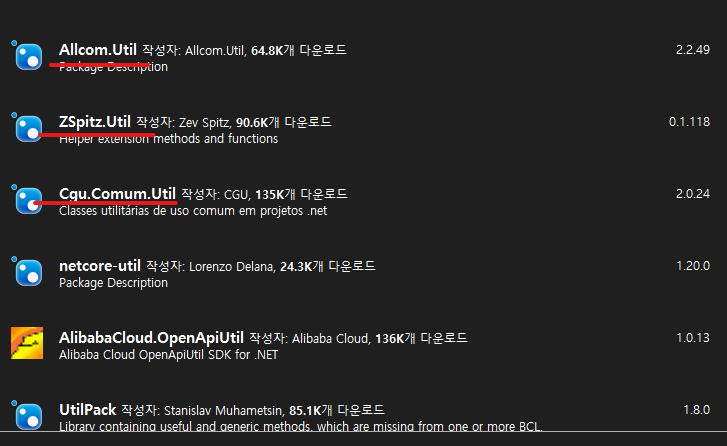 Allcom.Util 작성자: Allcom.Util, 64.8K개 다운로드 2.2.49
Package Description
ZSpitz.Util 작성자: Zev Spitz, 90.6K개 다운로드 0.1.118
Helper extension methods and functions
Cgu.Comum.Util 작성자: CGU, 135K개 다운로드 2.0.24
Classes utilitárias de uso comum em projetos .net
netcore-util 작성자: Lorenzo Delana, 24.3K개 다운로드 1.20.0
Package Description
AlibabaCloud.OpenApiUtil 작성자: Alibaba Cloud, 136K개 다운로드 1.0.13
Alibaba Cloud OpenApiUtil SDK for .NET
UtilPack 작성자: Stanislav Muhametsin, 85.1K개 다운로드 1.8.0
Library containing useful and generic methods, which are missing from one or more BCL.